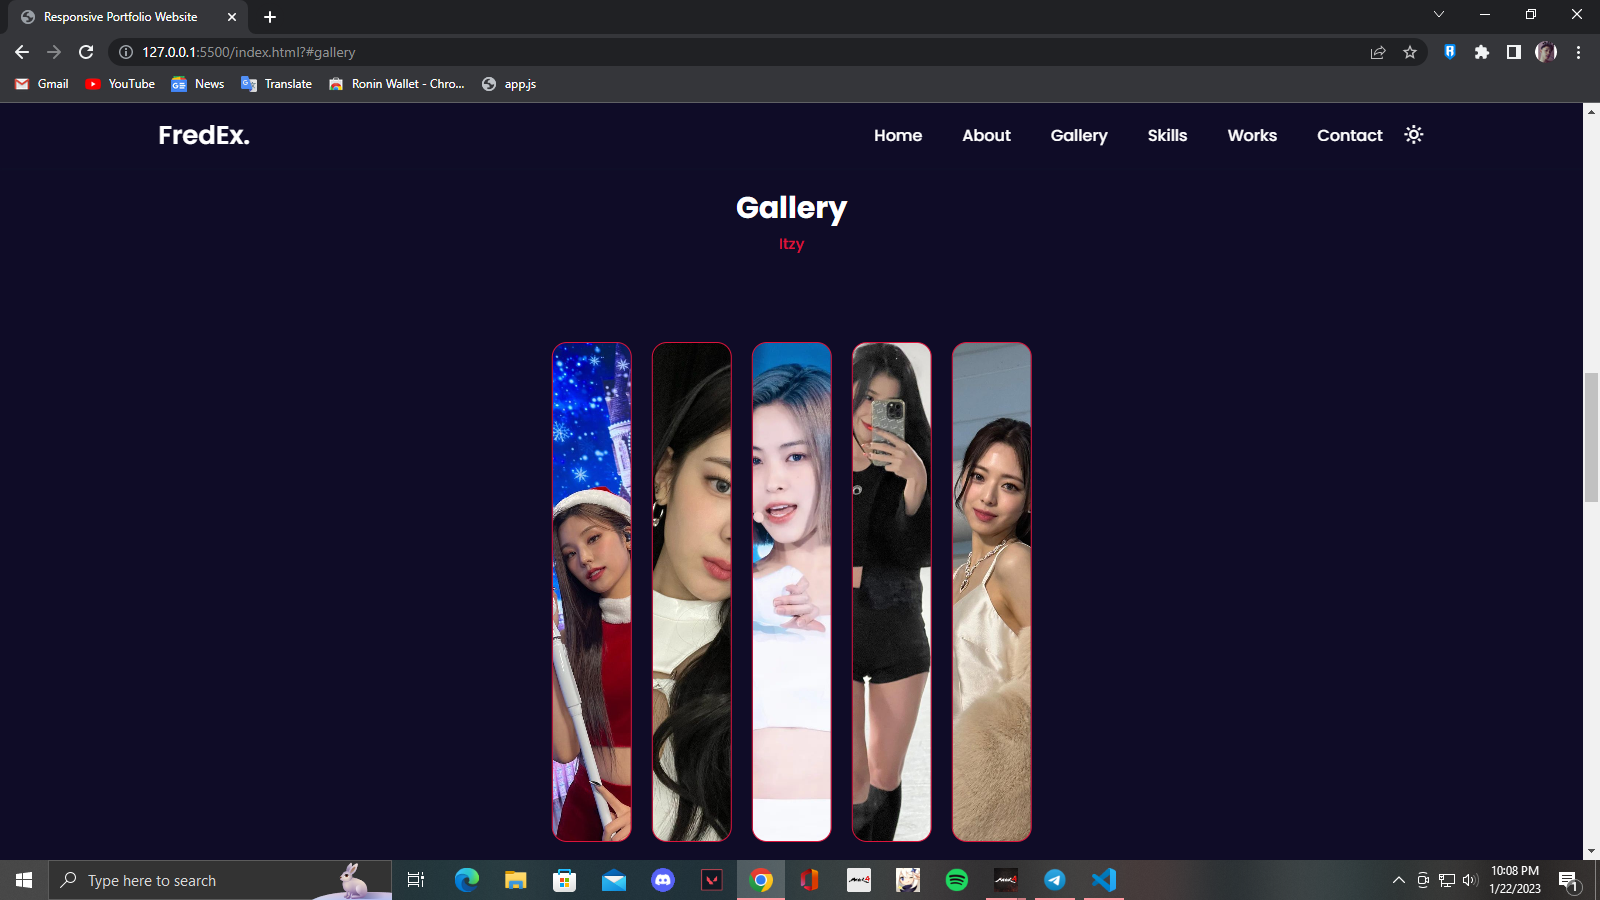 Responsive Portfolio Website
127.0.0.1:5500/index.html?#gallery
Gmail YouTube News Translate Ronin Wallet - Chro... app.js
FredEx.
Home About Gallery Skills Works Contact
Gallery
Itzy
Type here to search
10:08 PM
1/22/2023
1